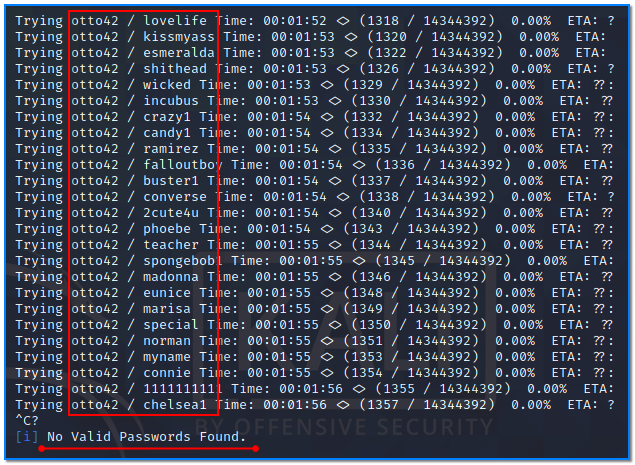 Trying otto42 / lovelife Time: 00:01:52 <> (1318 / 14344392)  0.00%  ETA: ?
Trying otto42 / kissmyass Time: 00:01:53 <> (1320 / 14344392)  0.00%  ETA:
Trying otto42 / esmeralda Time: 00:01:53 <> (1322 / 14344392)  0.00%  ETA:
Trying otto42 / shithead Time: 00:01:53 <> (1326 / 14344392)  0.00%  ETA: ?
Trying otto42 / wicked Time: 00:01:53 <> (1329 / 14344392)  0.00%  ETA: ??:
Trying otto42 / incubus Time: 00:01:53 <> (1330 / 14344392)  0.00%  ETA: ??
Trying otto42 / crazy1 Time: 00:01:54 <> (1332 / 14344392)  0.00%  ETA: ??:
Trying otto42 / candy1 Time: 00:01:54 <> (1334 / 14344392)  0.00%  ETA: ??:
Trying otto42 / ramirez Time: 00:01:54 <> (1335 / 14344392)  0.00%  ETA: ??
Trying otto42 / falloutboy Time: 00:01:54 <> (1336 / 14344392)  0.00%  ETA:
Trying otto42 / buster1 Time: 00:01:54 <> (1337 / 14344392)  0.00%  ETA: ??
Trying otto42 / converse Time: 00:01:54 <> (1338 / 14344392)  0.00%  ETA: ?
Trying otto42 / 2cute4u Time: 00:01:54 <> (1340 / 14344392)  0.00%  ETA: ??
Trying otto42 / phoebe Time: 00:01:54 <> (1343 / 14344392)  0.00%  ETA: ??:
Trying otto42 / teacher Time: 00:01:55 <> (1344 / 14344392)  0.00%  ETA: ??
Trying otto42 / spongebob1 Time: 00:01:55 <> (1345 / 14344392)  0.00%  ETA:
Trying otto42 / madonna Time: 00:01:55 <> (1346 / 14344392)  0.00%  ETA: ??
Trying otto42 / eunice Time: 00:01:55 <> (1348 / 14344392)  0.00%  ETA: ??:
Trying otto42 / marisa Time: 00:01:55 <> (1349 / 14344392)  0.00%  ETA: ??:
Trying otto42 / special Time: 00:01:55 <> (1350 / 14344392)  0.00%  ETA: ??
Trying otto42 / norman Time: 00:01:55 <> (1351 / 14344392)  0.00%  ETA: ??:
Trying otto42 / myname Time: 00:01:55 <> (1353 / 14344392)  0.00%  ETA: ??:
Trying otto42 / connie Time: 00:01:55 <> (1354 / 14344392)  0.00%  ETA: ??:
Trying otto42 / 1111111111 Time: 00:01:56 <> (1355 / 14344392)  0.00%  ETA:
Trying otto42 / chelsea1 Time: 00:01:56 <> (1357 / 14344392)  0.00%  ETA: ?
^C?
BY OFFENSIVE SECURITY
[i] No Valid Passwords Found.